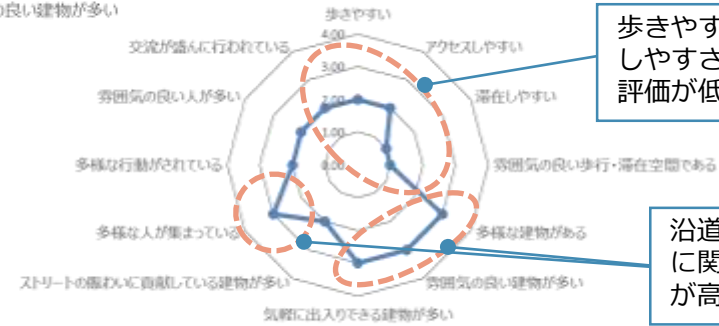 の良い建物が多い
歩きやすい
アクセスしやすい
滞在しやすい
雰囲気の良い歩行・滞在空間である
多様な建物がある
雰囲気の良い建物が多い
気軽に出入りできる建物が多い
ストリートの賑わいに貢献している建物が多い
多様な人が集まっている
多様な行動がされている
雰囲気の良い人が多い
交流が盛んに行われている
4.00
3.00
2.00
1.00
0.00
歩きやす
しやすさ
評価が低
沿道
に関
が高